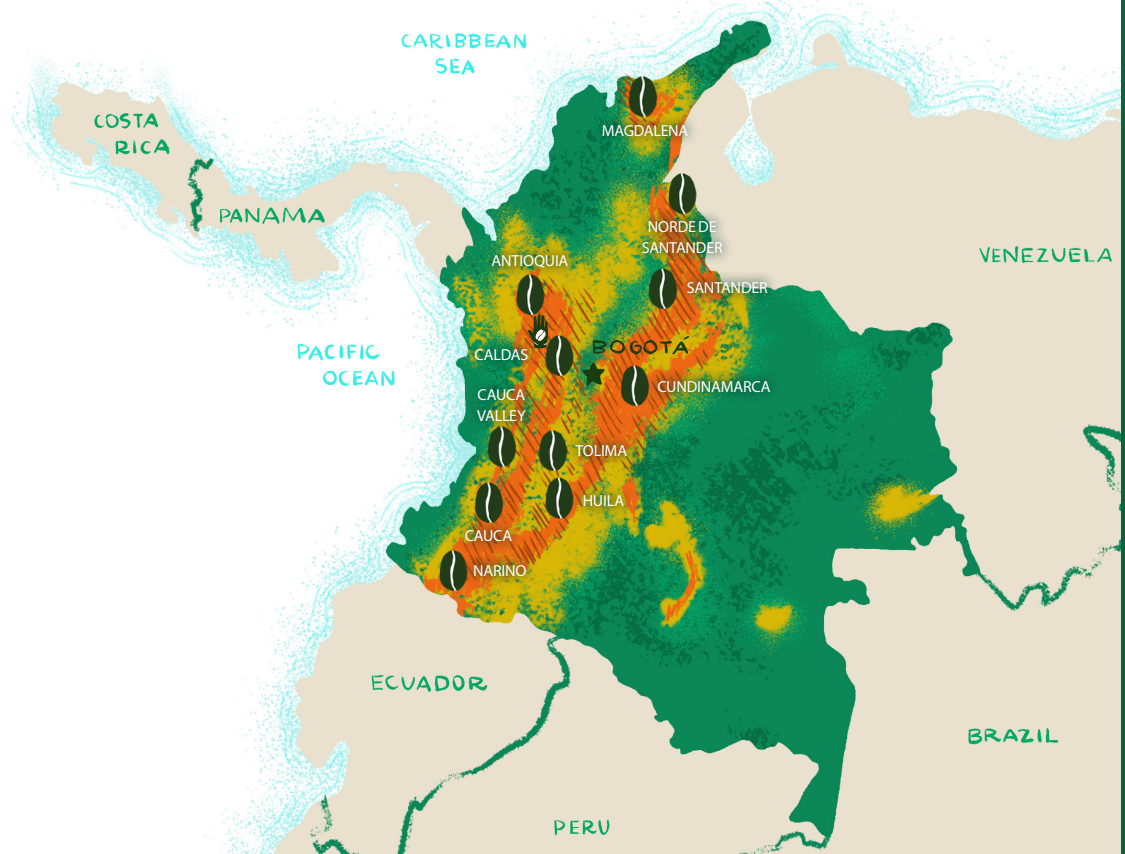 CARIBBEAN
SEA
COSTA
RICA
MAGDALENA
PANAMA
NORDE DE
SANTANDER
VENEZUELA
ANTIOQUIA
SANTANDER
PACIFIC
OCEAN
CALDAS
BOGOTÁ
CUNDINAMARCA
CAUCA
VALLEY
TOLIMA
HUILA
CAUCA
NARINO
ECUADOR
BRAZIL
PERU